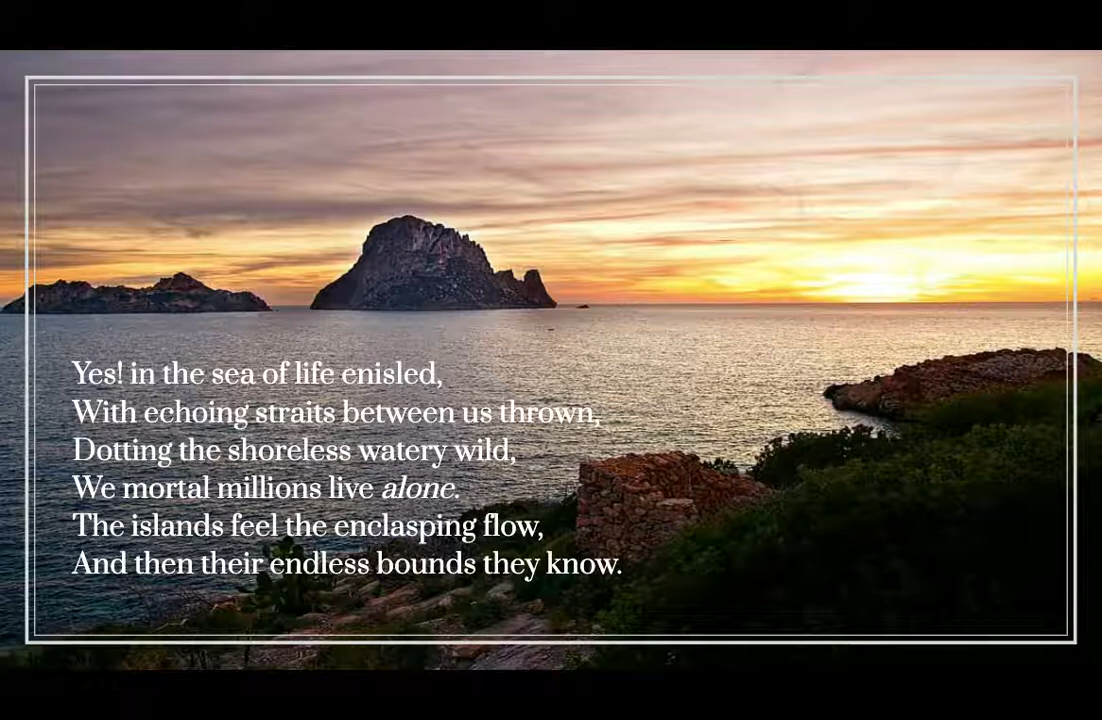 Yes! in the sea of life enisled,
With echoing straits between us thrown,
Dotting the shoreless watery wild,
We mortal millions live alone.
The islands feel the enclasping flow,
And then their endless bounds they know.